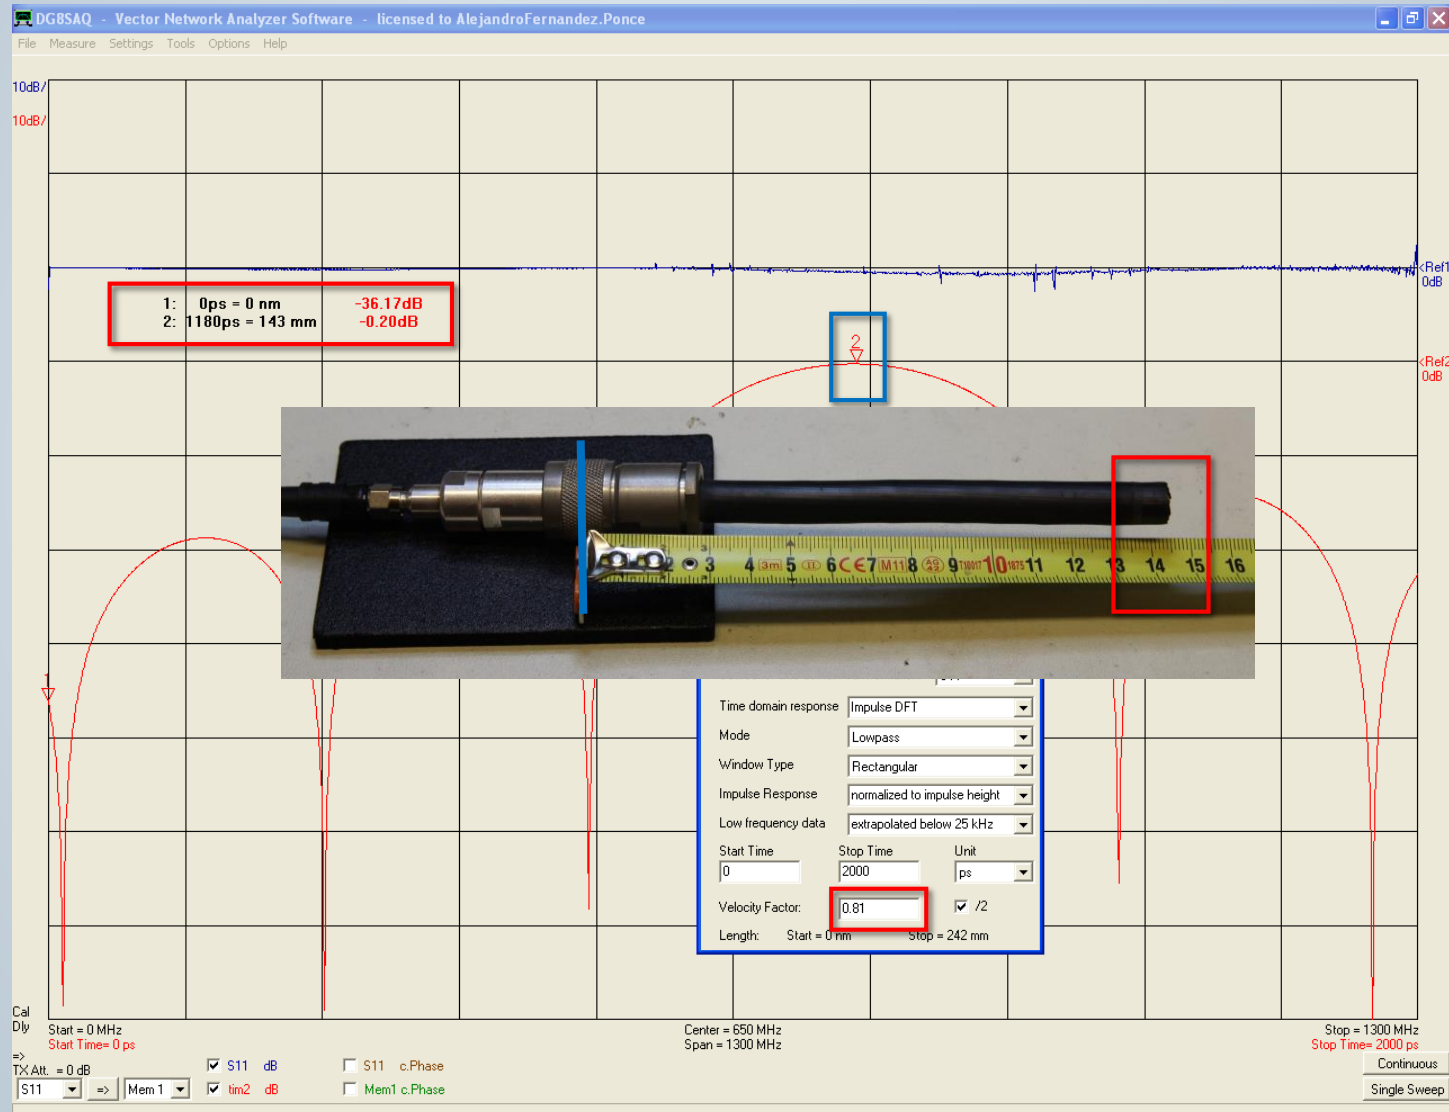 DG8SAQ - Vector Network Analyzer Software - licensed to AlejandroFernandez.Ponce
File Measure Settings Tools Options Help
10dB/
10dB/
<Ref1
0dB
1: 0ps = 0 nm -36.17dB
2: 1180ps = 143 mm -0.20dB
2
<Ref2
0dB
2 3 4 3m 5 II 6 CE 7 M11 8 9 10 11 12 13 14 15 16
1
Time domain response Impulse DFT
Mode Lowpass
Window Type Rectangular
Impulse Response normalized to impulse height
Low frequency data extrapolated below 25 kHz
Start Time Stop Time Unit
0 2000 ps
Velocity Factor: 0.81 /2
Length: Start = 0 nm Stop = 242 mm
Cal
Dly
Start = 0 MHz Center = 650 MHz Stop = 1300 MHz
Start Time= 0 ps Span = 1300 MHz Stop Time= 2000 ps
=>
TX Att. = 0 dB S11 dB S11 c.Phase Continuous
S11 => Mem 1 tim2 dB Mem1 c.Phase Single Sweep